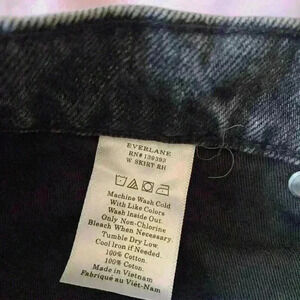 EVERLANE
RN# 139393
W. SKIRT RH
Machine Wash Cold
With Like Colors
Wash Inside Out.
Only Non-Chlorine
Bleach When Necessary.
Tumble Dry Low.
Cool Iron if Needed.
100% Cotton.
100% Coton.
Made in Vietnam
Fabriqué au Viêt-Nam